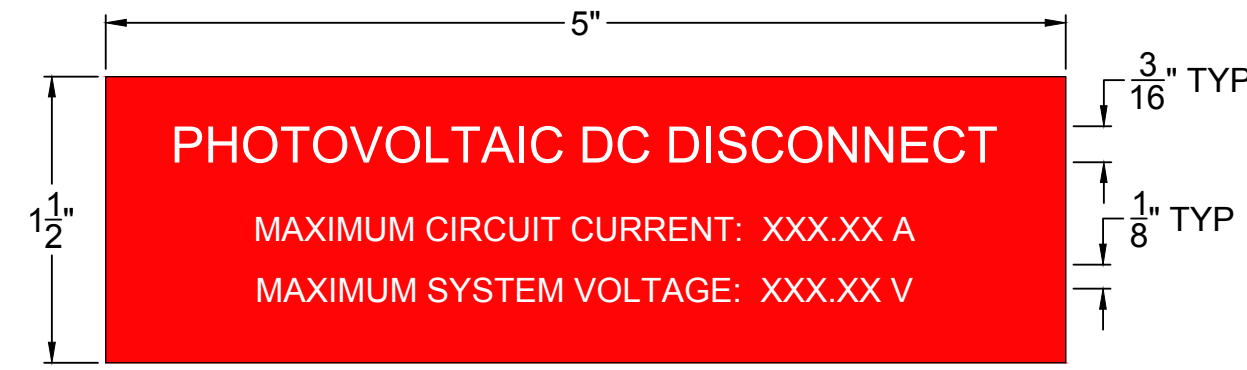 5"
3/16" TYP
PHOTOVOLTAIC DC DISCONNECT
1 1/2"
MAXIMUM CIRCUIT CURRENT: XXX.XX A
1/8" TYP
MAXIMUM SYSTEM VOLTAGE: XXX.XX V